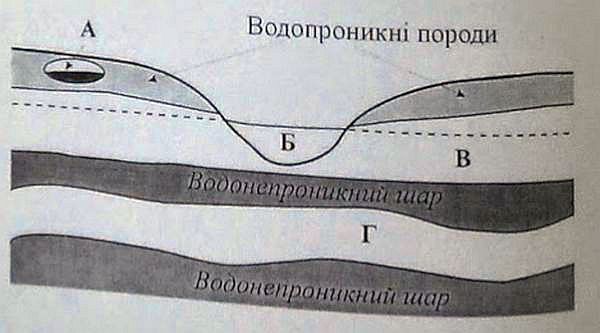 А
Водопроникні породи
Б
В
Водонепроникний шар
Г
Водонепроникний шар